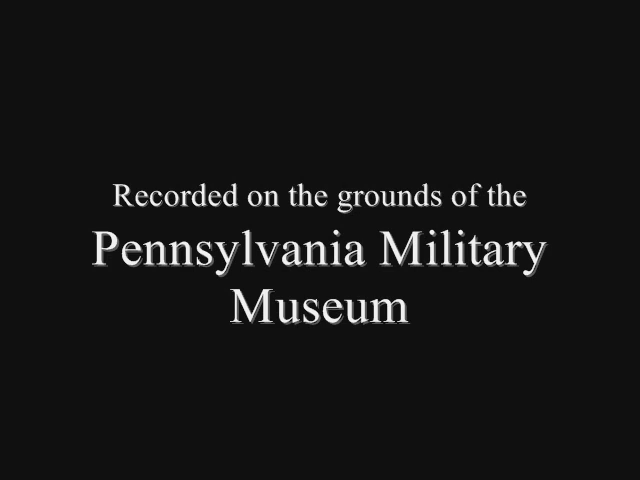 Recorded on the grounds of the
Pennsylvania Military
Museum